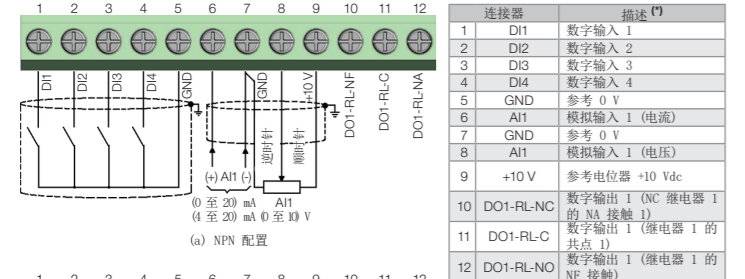 1 2 3 4 5 6 7 8 9 10 11 12
DI1
DI2
DI3
DI4
GND
GND
+10 V
DO1-RL-NF
DO1-RL-C
DO1-RL-NA
逆时针
顺时针
(+) AI1 (-)
AI1
(0 至 20) mA
(4 至 20) mA (0 至 10) V
(a) NPN 配置
1 2 3 4 5 6 7 8 9 10 11 12
连接器 描述 (*)
1 DI1 数字输入 1
2 DI2 数字输入 2
3 DI3 数字输入 3
4 DI4 数字输入 4
5 GND 参考 0 V
6 AI1 模拟输入 1 (电流)
7 GND 参考 0 V
8 AI1 模拟输入 1 (电压)
9 +10 V 参考电位器 +10 Vdc
10 DO1-RL-NC 数字输出 1 (NC 继电器 1
的 NA 接触 1)
11 DO1-RL-C 数字输出 1 (继电器 1 的
共点 1)
12 DO1-RL-NO 数字输出 1 (继电器 1 的
NF 接触)